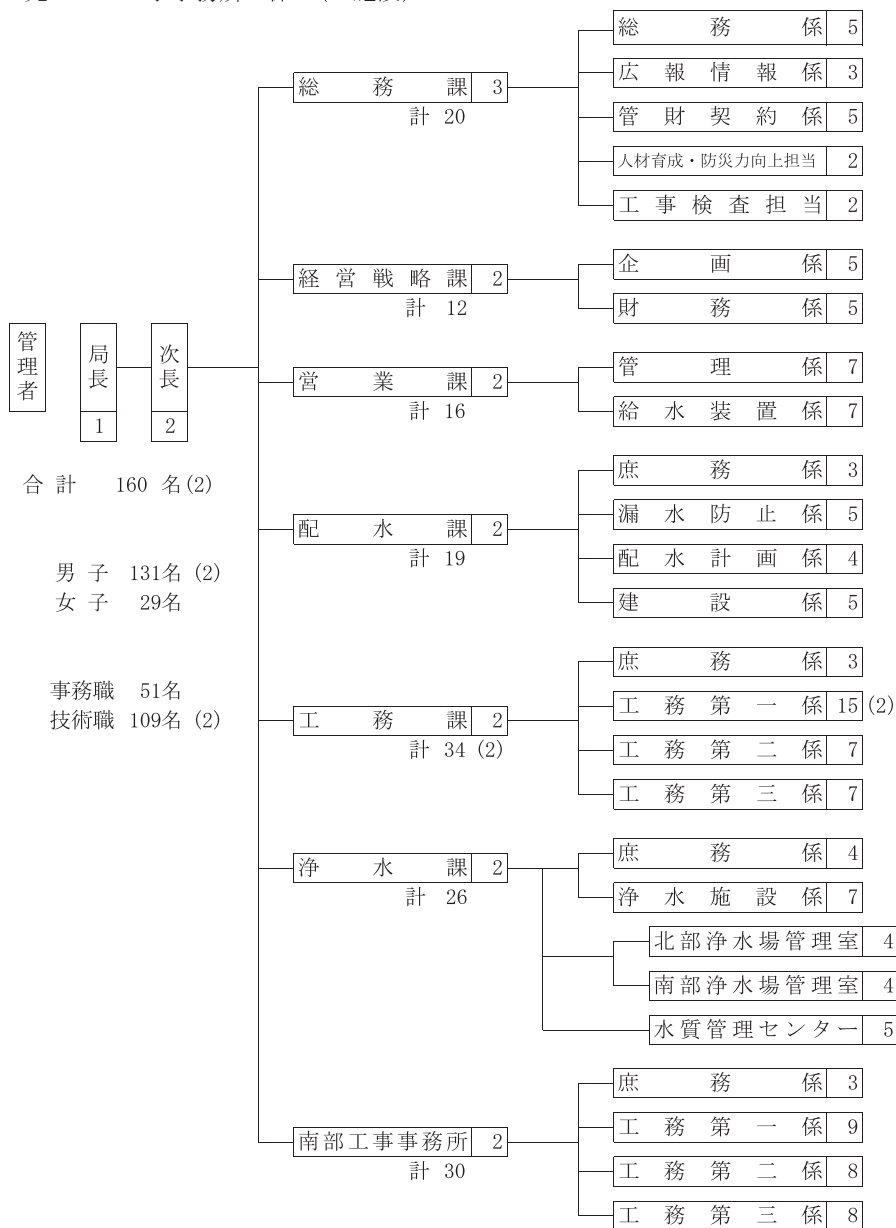 総務課 3
計 20
総務係 5
広報情報係 3
管財契約係 5
人材育成・防災力向上担当 2
工事検査担当 2
経営戦略課 2
計 12
企画係 5
財務係 5
管理者
局長 1
次長 2
営業課 2
計 16
管理係 7
給水装置係 7
合計 160 名(2)
男子 131名 (2)
女子 29名
事務職 51名
技術職 109名 (2)
配水課 2
計 19
庶務係 3
漏水防止係 5
配水計画係 4
建設係 5
工務課 2
計 34 (2)
庶務係 3
工務第一係 15 (2)
工務第二係 7
工務第三係 7
浄水課 2
計 26
庶務係 4
浄水施設係 7
北部浄水場管理室 4
南部浄水場管理室 4
水質管理センター 5
南部工事事務所 2
計 30
庶務係 3
工務第一係 9
工務第二係 8
工務第三係 8